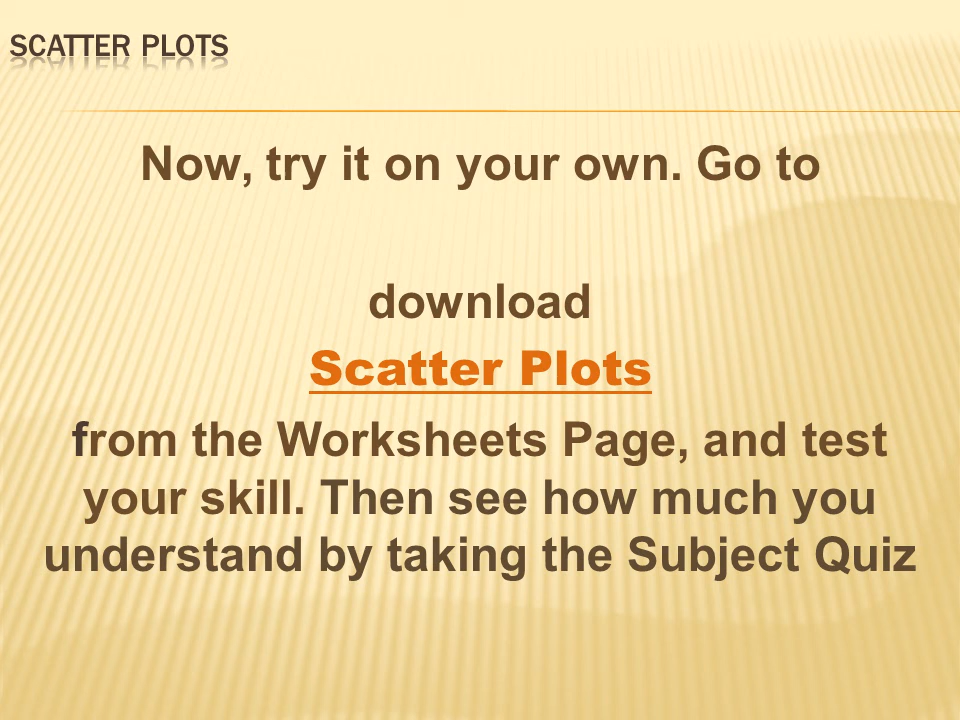 SCATTER PLOTS
Now, try it on your own. Go to
download
Scatter Plots
from the Worksheets Page, and test
your skill. Then see how much you
understand by taking the Subject Quiz